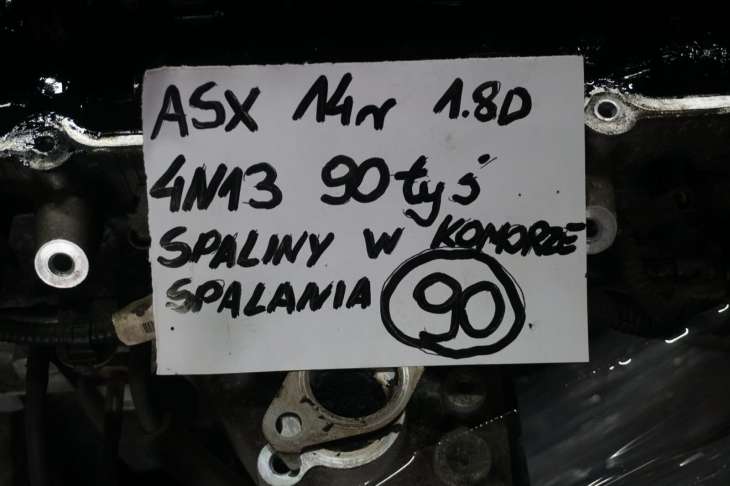 ASX 14r 1.8D
4N13 90 tyś
SPALINY W KOMORZE
SPALANIA 90